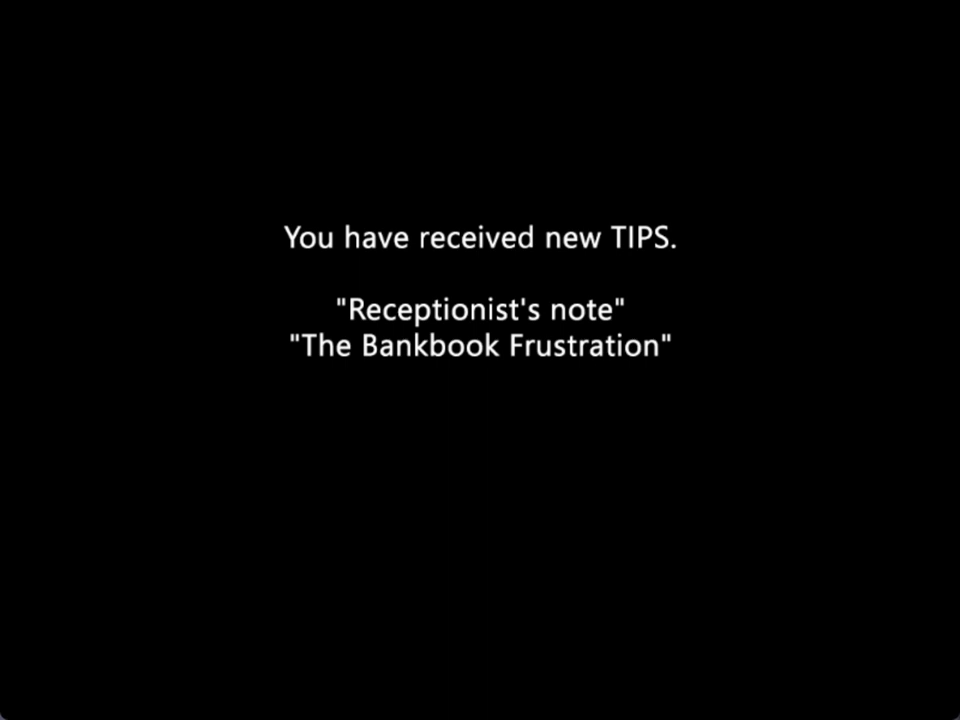 You have received new TIPS.
"Receptionist's note"
"The Bankbook Frustration"